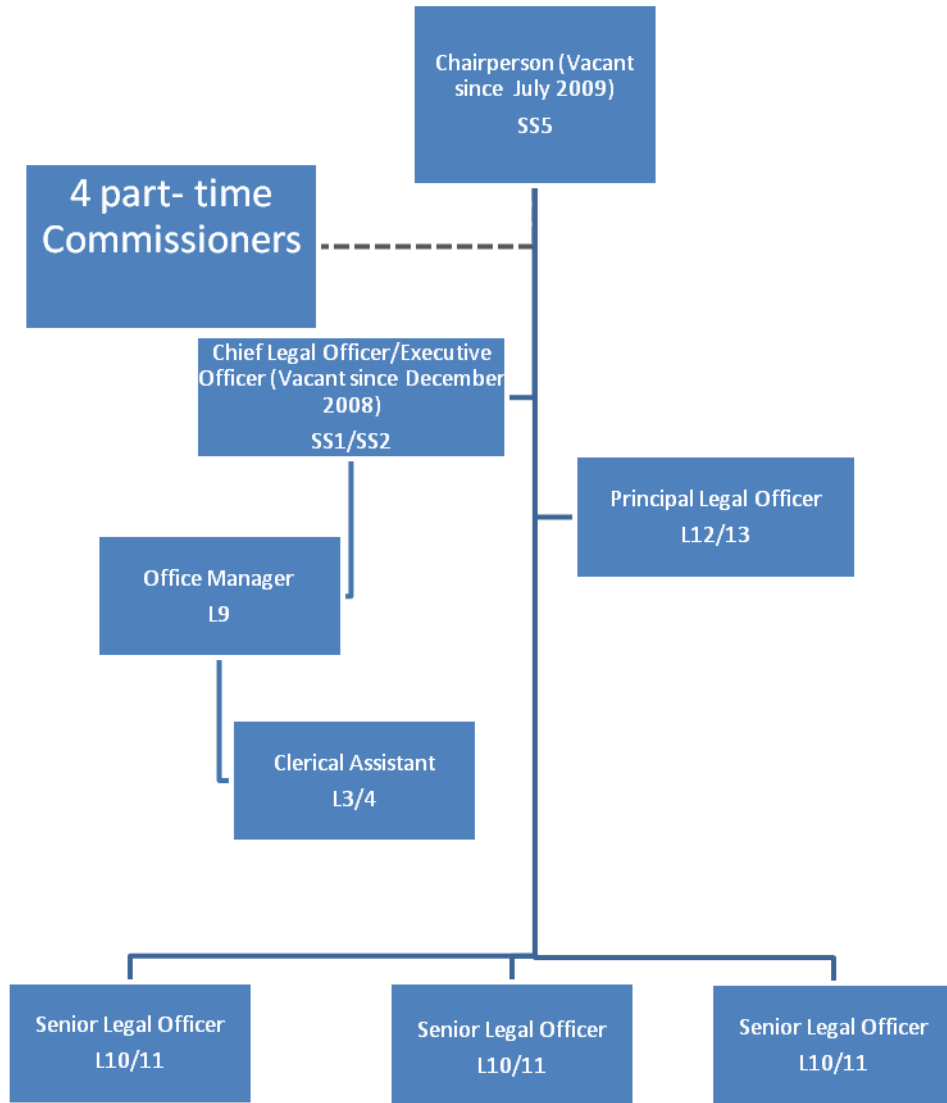 Chairperson (Vacant
since July 2009)
SS5
4 part- time
Commissioners
Chief Legal Officer/Executive
Officer (Vacant since December
2008)
SS1/SS2
Principal Legal Officer
L12/13
Office Manager
L9
Clerical Assistant
L3/4
Senior Legal Officer
L10/11
Senior Legal Officer
L10/11
Senior Legal Officer
L10/11